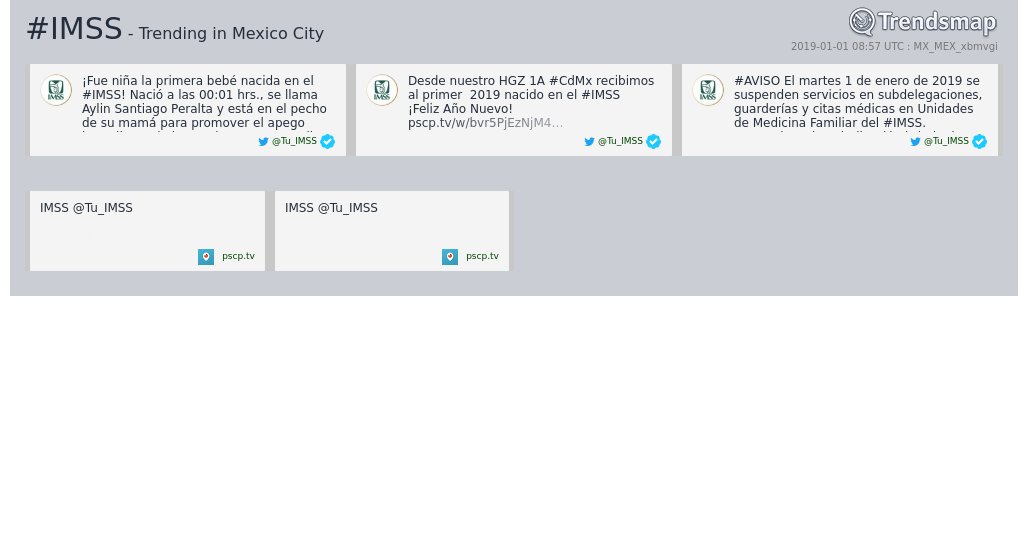 #IMSS - Trending in Mexico City
Trendsmap
2019-01-01 08:57 UTC : MX_MEX_xbmvgi
¡Fue niña la primera bebé nacida en el
#IMSS! Nació a las 00:01 hrs., se llama
Aylin Santiago Peralta y está en el pecho
de su mamá para promover el apego
@Tu_IMSS
Desde nuestro HGZ 1A #CdMx recibimos
al primer 2019 nacido en el #IMSS
¡Feliz Año Nuevo!
pscp.tv/w/bvr5PjEzNjM4…
@Tu_IMSS
#AVISO El martes 1 de enero de 2019 se
suspenden servicios en subdelegaciones,
guarderías y citas médicas en Unidades
de Medicina Familiar del #IMSS.
@Tu_IMSS
IMSS @Tu_IMSS
pscp.tv
IMSS @Tu_IMSS
pscp.tv